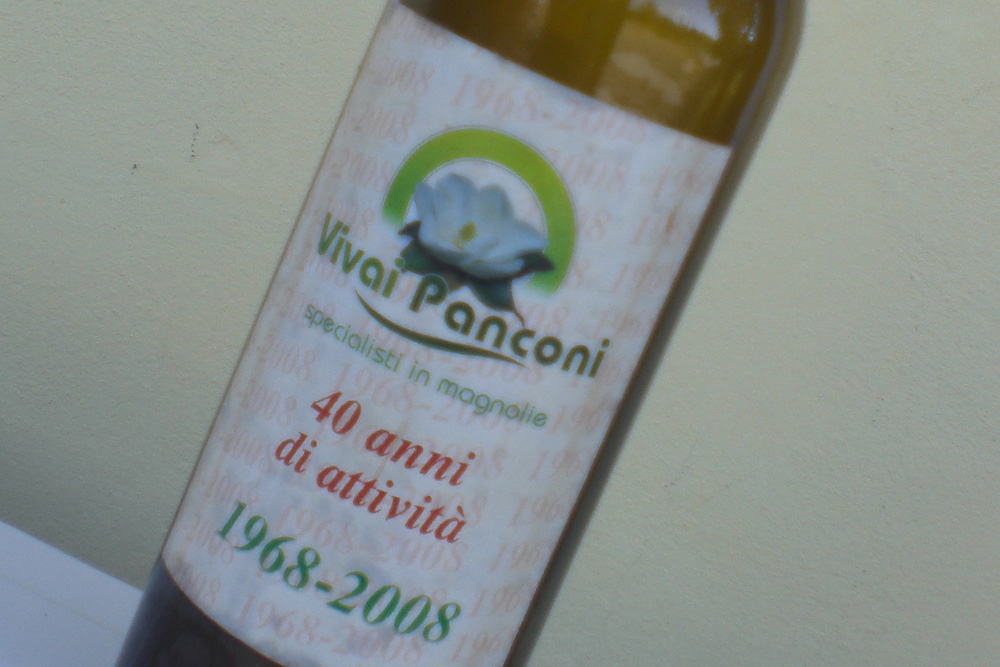 Vivai Panconi
specialisti in magnolie
40 anni
di attività
1968-2008